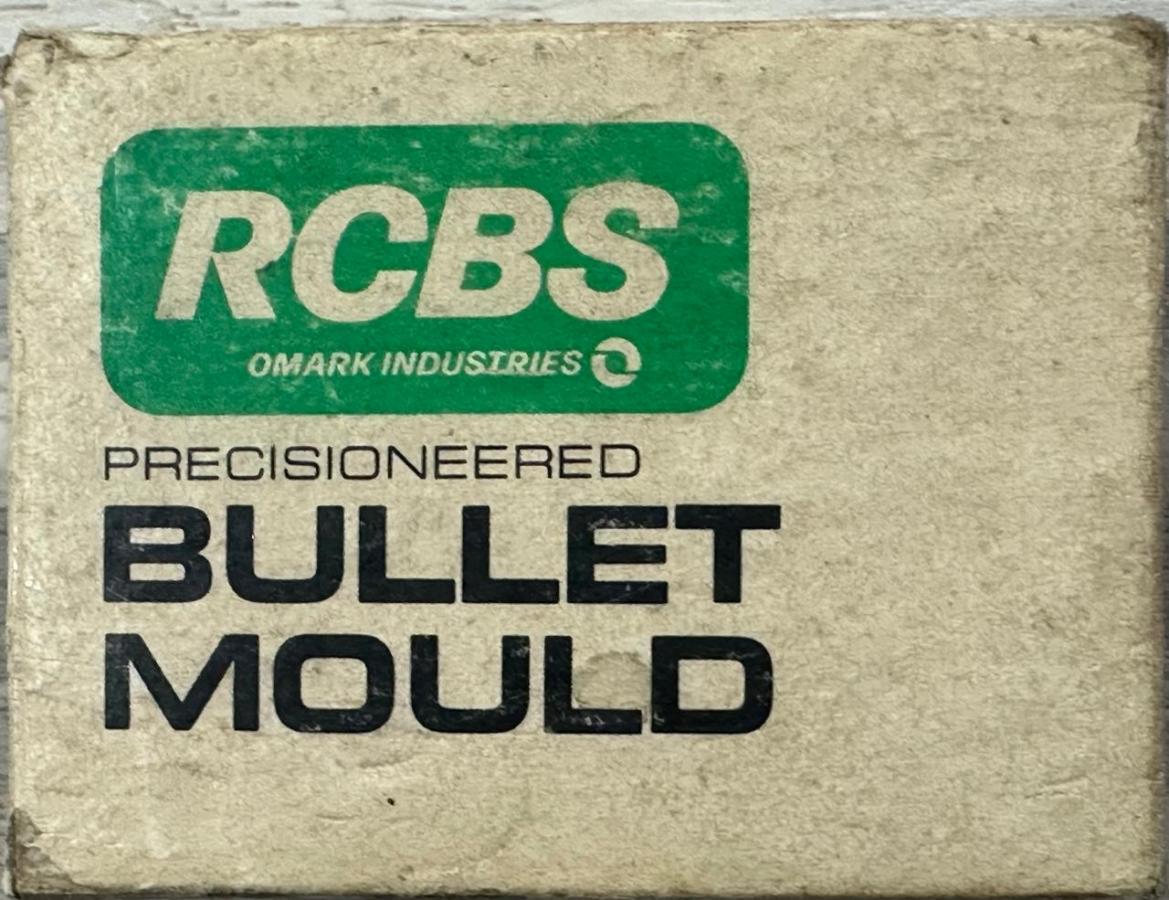 RCBS
OMARK INDUSTRIES
PRECISIONEERED
BULLET
MOULD